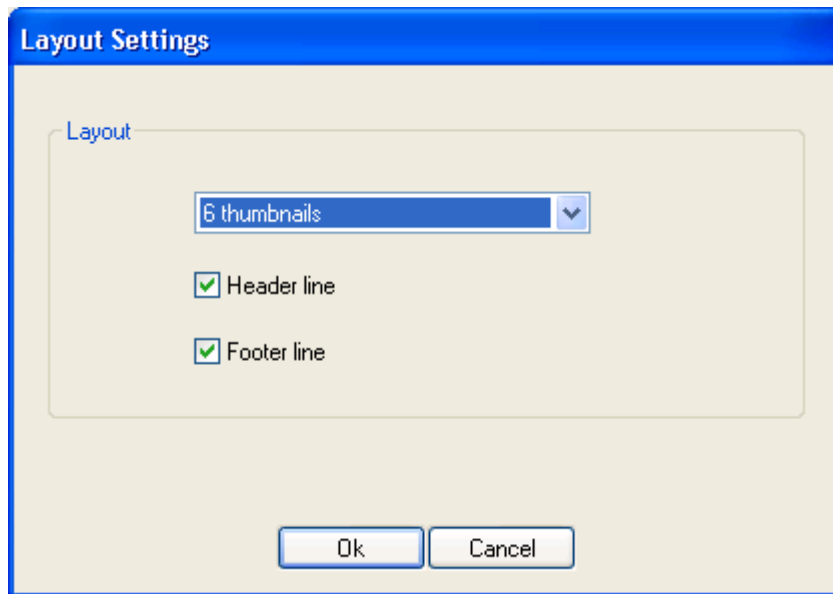 Layout Settings
Layout
6 thumbnails
Header line
Footer line
Ok Cancel